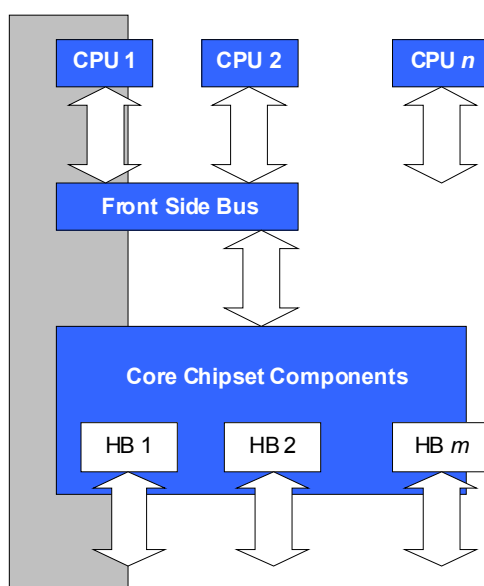 CPU 1
CPU 2
CPU n
Front Side Bus
Core Chipset Components
HB 1
HB 2
HB m